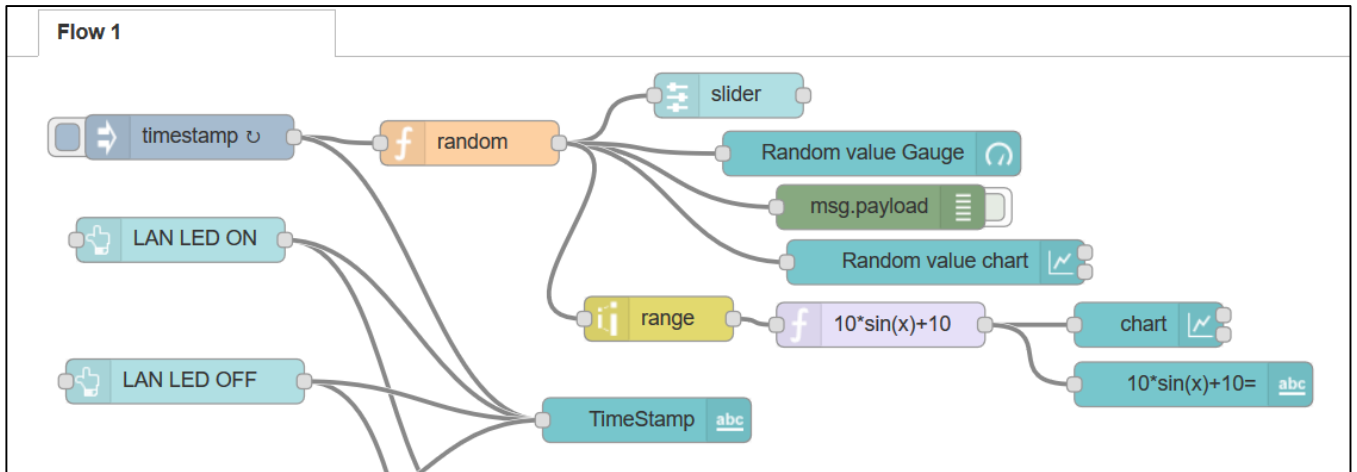 Flow 1
slider
timestamp ↻
random
Random value Gauge
msg.payload
LAN LED ON
Random value chart
range
10*sin(x)+10
chart
LAN LED OFF
10*sin(x)+10=
abc
TimeStamp
abc